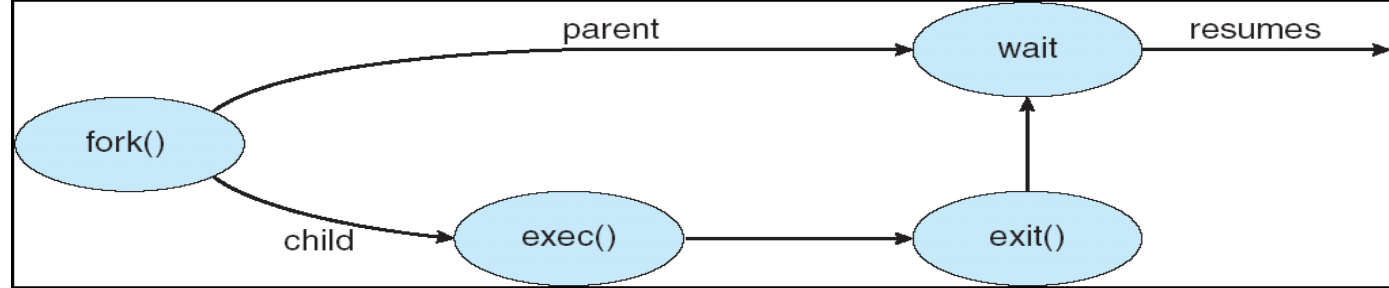 parent
wait
resumes
fork()
child
exec()
exit()